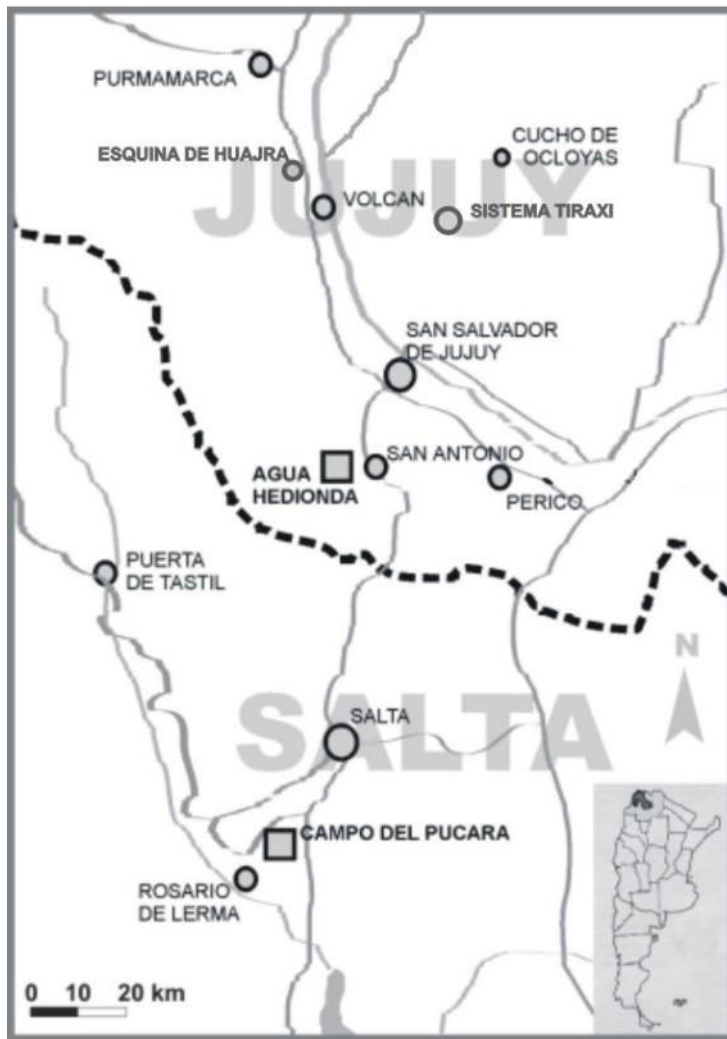 PURMAMARCA
CUCHO DE
OCLOYAS
ESQUINA DE HUAJRA
JUJUY
VOLCAN
SISTEMA TIRAXI
SAN SALVADOR
DE JUJUY
SAN ANTONIO
AGUA
HEDIONDA
PERICO
PUERTA
DE TASTIL
N
SALTA
SALTA
CAMPO DEL PUCARA
ROSARIO
DE LERMA
0 10 20 km